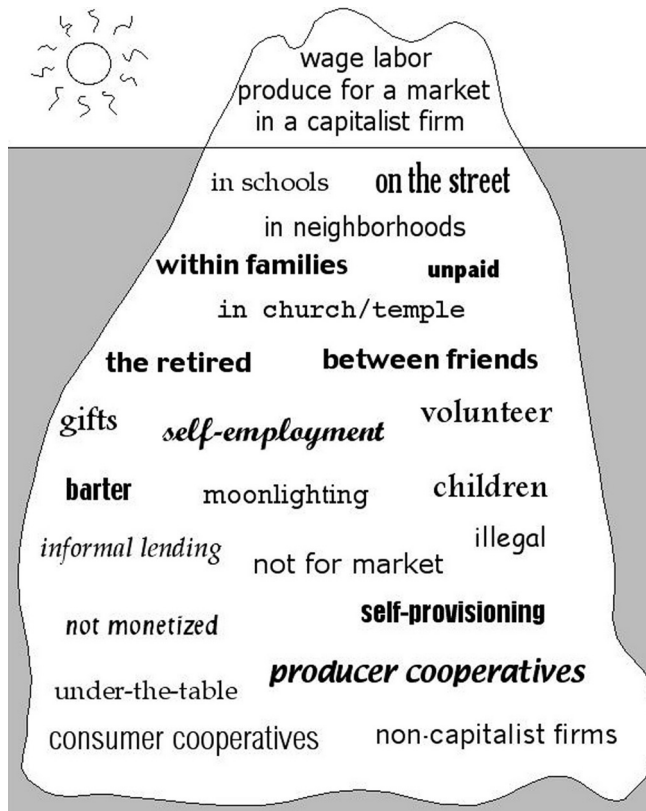 wage labor
produce for a market
in a capitalist firm
in schools on the street
in neighborhoods
within families unpaid
in church/temple
the retired between friends
gifts self-employment volunteer
barter moonlighting children
informal lending not for market illegal
not monetized self-provisioning
under-the-table producer cooperatives
consumer cooperatives non-capitalist firms